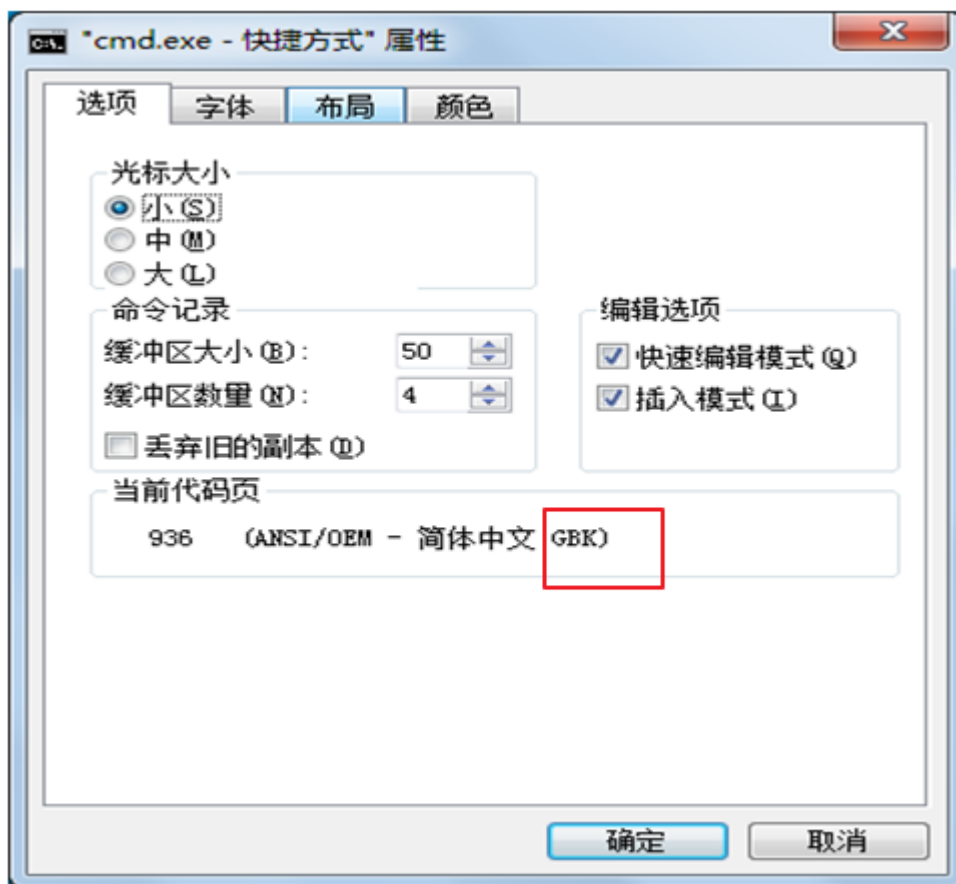 "cmd.exe - 快捷方式" 属性
选项 字体 布局 颜色
光标大小
小(S)
中(M)
大(L)
命令记录
缓冲区大小(B): 50
缓冲区数量(N): 4
丢弃旧的副本(D)
编辑选项
快速编辑模式(Q)
插入模式(I)
当前代码页
936 (ANSI/OEM - 简体中文 GBK)
确定 取消